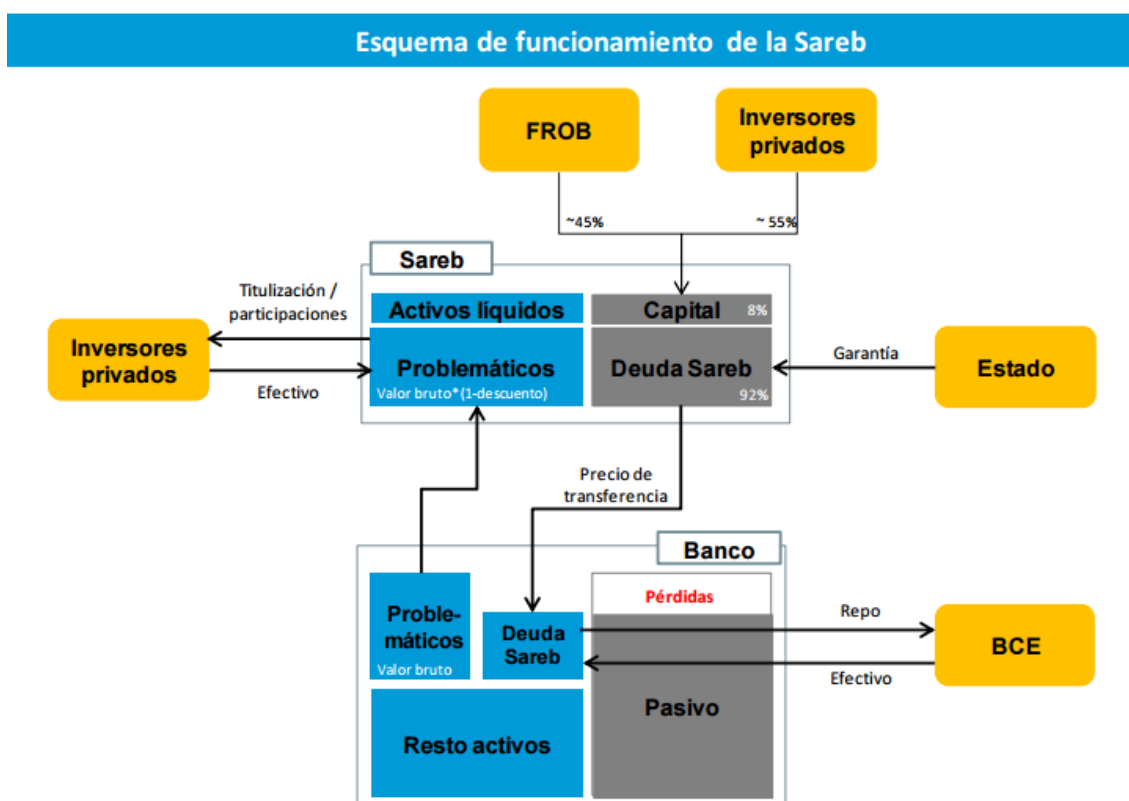 Esquema de funcionamiento de la Sareb
FROB
Inversores
privados
~45%
~ 55%
Sareb
Titulización /
participaciones
Activos líquidos
Capital
8%
Inversores
privados
Problemáticos
Valor bruto*(1-descuento)
Deuda Sareb
92%
Garantía
Estado
Efectivo
Precio de
transferencia
Banco
Proble-
máticos
Valor bruto
Deuda
Sareb
Pérdidas
Repo
BCE
Efectivo
Pasivo
Resto activos